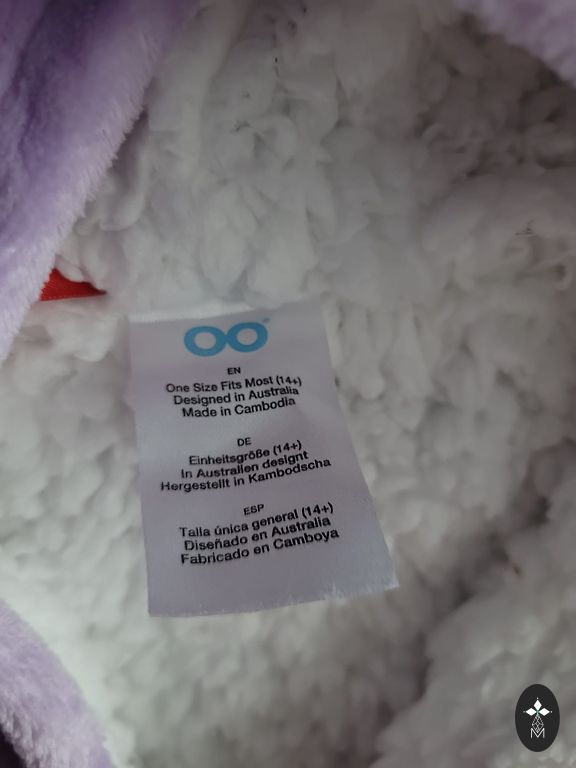 OO®
EN
One Size Fits Most (14+)
Designed in Australia
Made in Cambodia
DE
Einheitsgröße (14+)
In Australien designt
Hergestellt in Kambodscha
ESP
Talla única general (14+)
Diseñado en Australia
Fabricado en Camboya
M